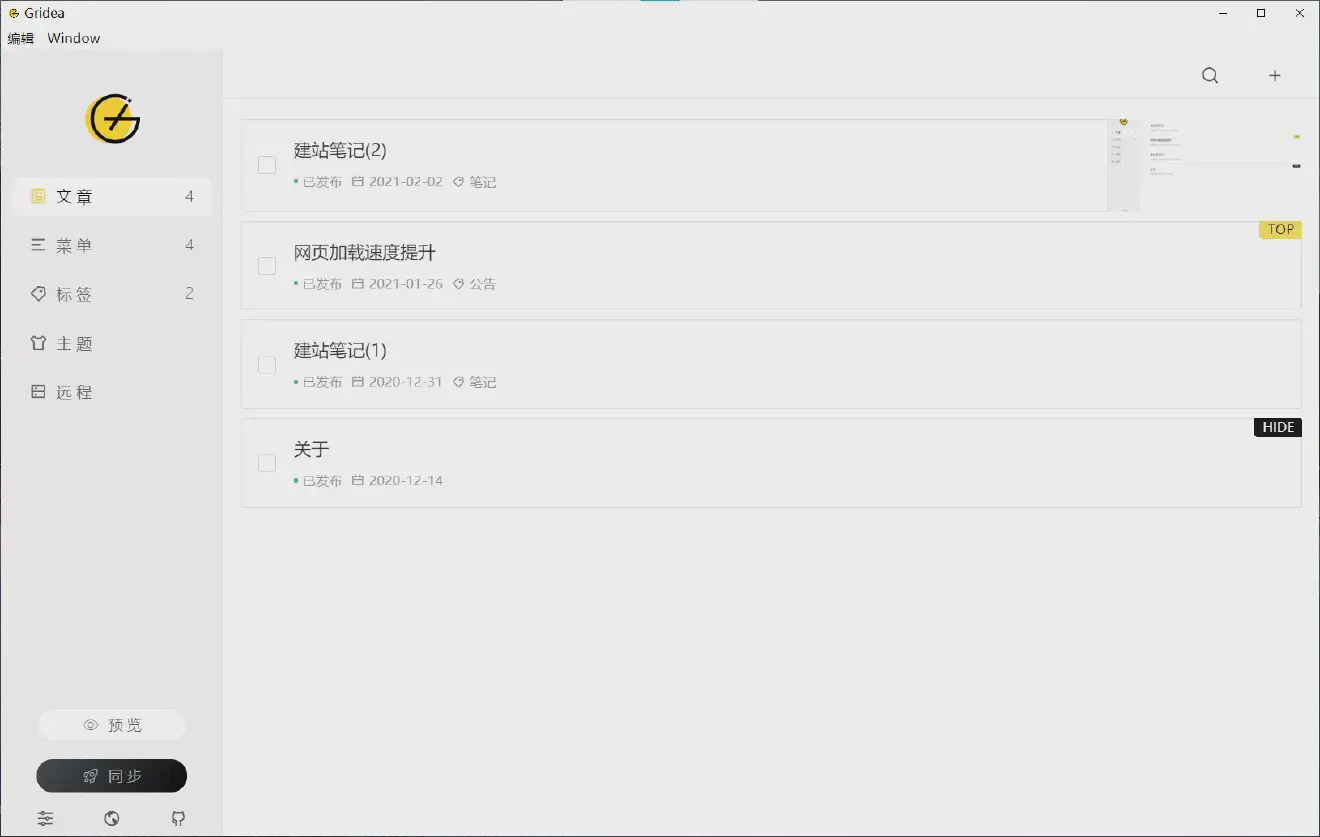 Gridea
编辑 Window
文章 4
菜单 4
标签 2
主题
远程
预览
同步
建站笔记(2)
已发布 2021-02-02 笔记
TOP
网页加载速度提升
已发布 2021-01-26 公告
建站笔记(1)
已发布 2020-12-31 笔记
HIDE
关于
已发布 2020-12-14